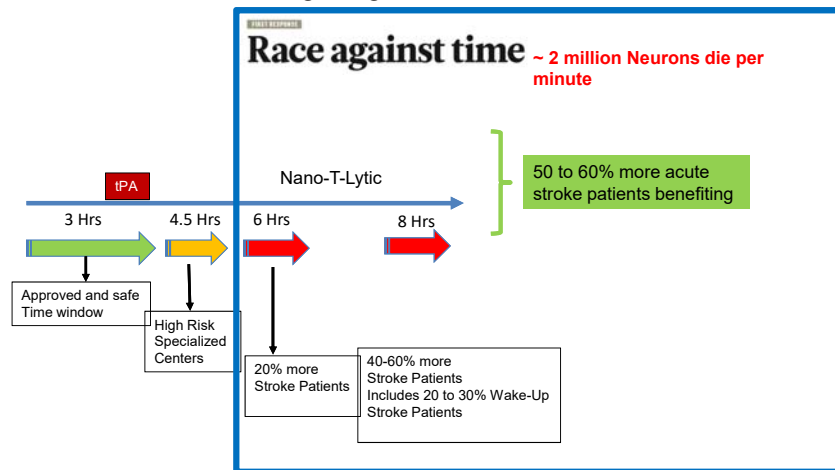 FIRST RESPONSE
Race against time
~ 2 million Neurons die per
minute
tPA
Nano-T-Lytic
50 to 60% more acute
stroke patients benefiting
3 Hrs
4.5 Hrs
6 Hrs
8 Hrs
Approved and safe
Time window
High Risk
Specialized
Centers
20% more
Stroke Patients
40-60% more
Stroke Patients
Includes 20 to 30% Wake-Up
Stroke Patients